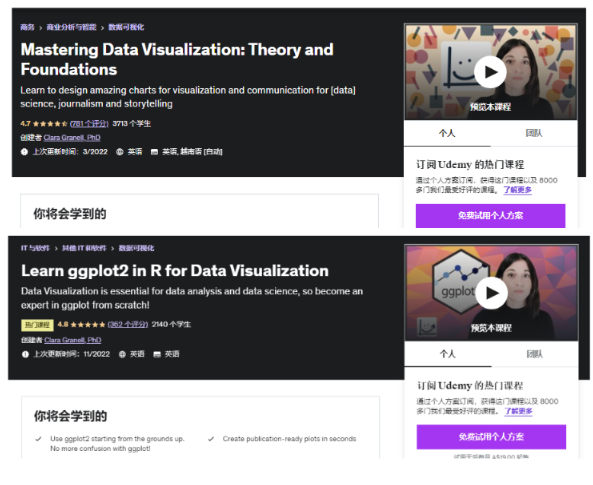 商务 > 商业分析与智能 > 数据可视化
Mastering Data Visualization: Theory and
Foundations
Learn to design amazing charts for visualization and communication for [data]
science, journalism and storytelling
4.7 (781 个评分) 3713 个学生
创建者 Clara Granell, PhD
上次更新时间: 3/2022 英语 英语, 越南语 [自动]
预览本课程
个人 团队
订阅 Udemy 的热门课程
通过个人方案订阅, 获得这门课程以及 8000
多门我们最受好评的课程。 了解更多
免费试用个人方案
你将会学到的
IT 与软件 > 其他 IT 和软件 > 数据可视化
Learn ggplot2 in R for Data Visualization
Data Visualization is essential for data analysis and data science, so become an
expert in ggplot from scratch!
热门课程 4.8 (362 个评分) 2140 个学生
创建者 Clara Granell, PhD
上次更新时间: 11/2022 英语 英语
ggplot
预览本课程
个人 团队
订阅 Udemy 的热门课程
通过个人方案订阅, 获得这门课程以及 8000
多门我们最受好评的课程。 了解更多
免费试用个人方案
你将会学到的
Use ggplot2 starting from the grounds up.
No more confusion with ggplot!
Create publication-ready plots in seconds